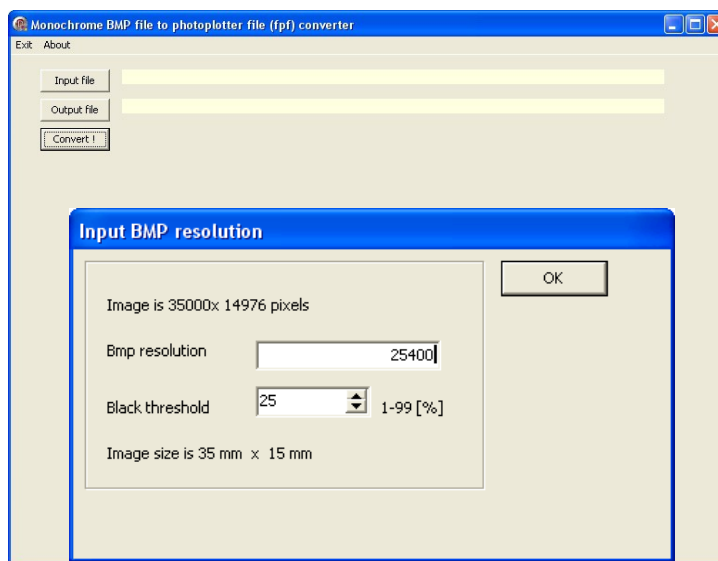 Monochrome BMP file to photoplotter file (fpf) converter
Exit About
Input file
Output file
Convert !
Input BMP resolution
OK
Image is 35000x 14976 pixels
Bmp resolution 25400
Black threshold 25 1-99 [%]
Image size is 35 mm x 15 mm